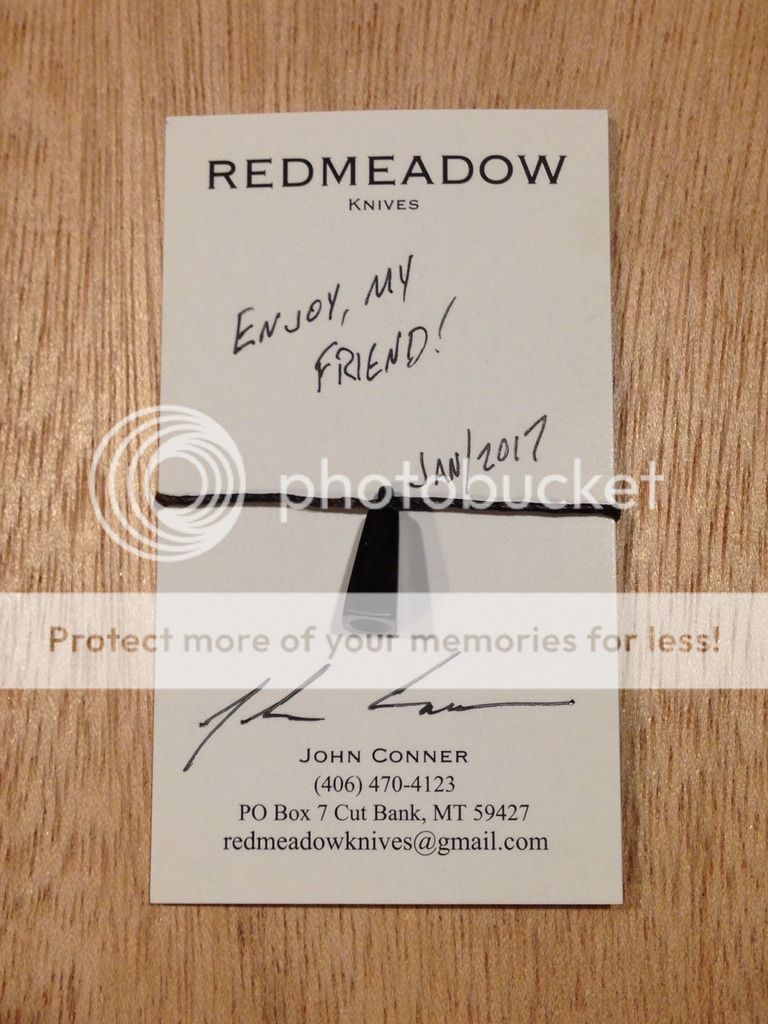 REDMEADOW
KNIVES
ENJOY, MY
FRIEND!
JAN/2017
photobucket
Protect more of your memories for less!
JOHN CONNER
(406) 470-4123
PO Box 7 Cut Bank, MT 59427
redmeadowknives@gmail.com